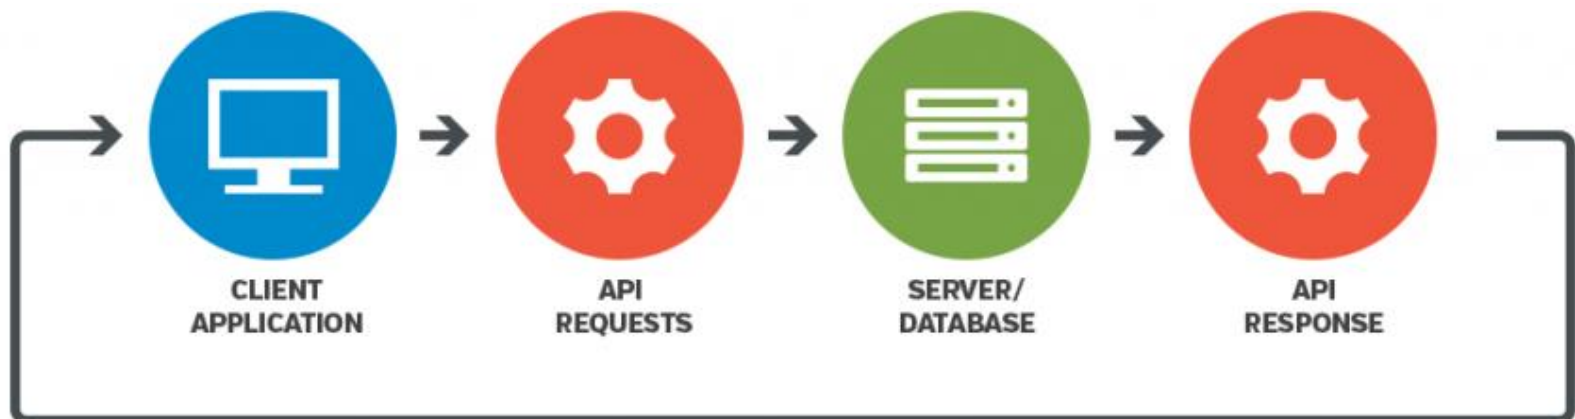 CLIENT
APPLICATION
API
REQUESTS
SERVER/
DATABASE
API
RESPONSE